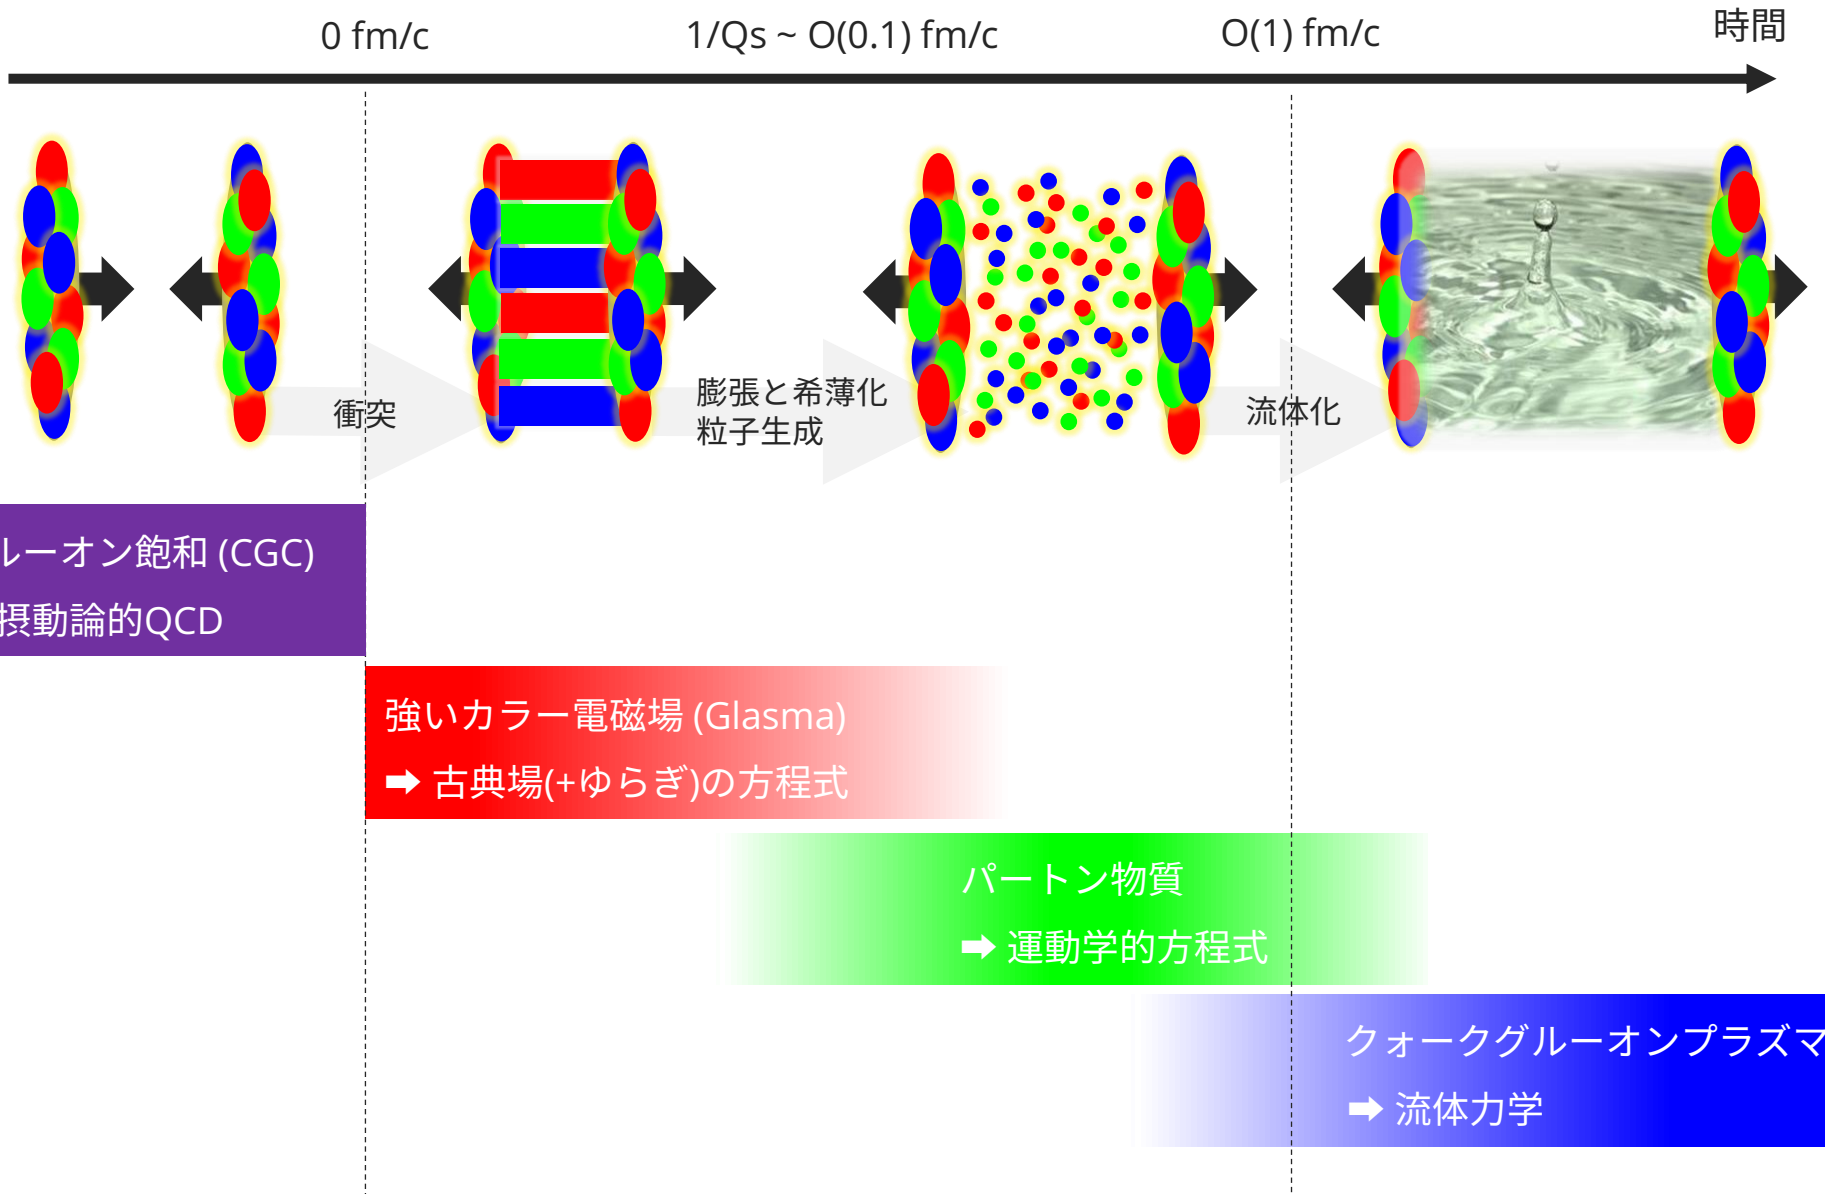 0 fm/c
1/Qs ~ O(0.1) fm/c
O(1) fm/c
時間
衝突
膨張と希薄化
粒子生成
流体化
ルーオン飽和 (CGC)
摂動論的QCD
強いカラー電磁場 (Glasma)
➡ 古典場(+ゆらぎ)の方程式
パートン物質
➡ 運動学的方程式
クォークグルーオンプラズマ
➡ 流体力学